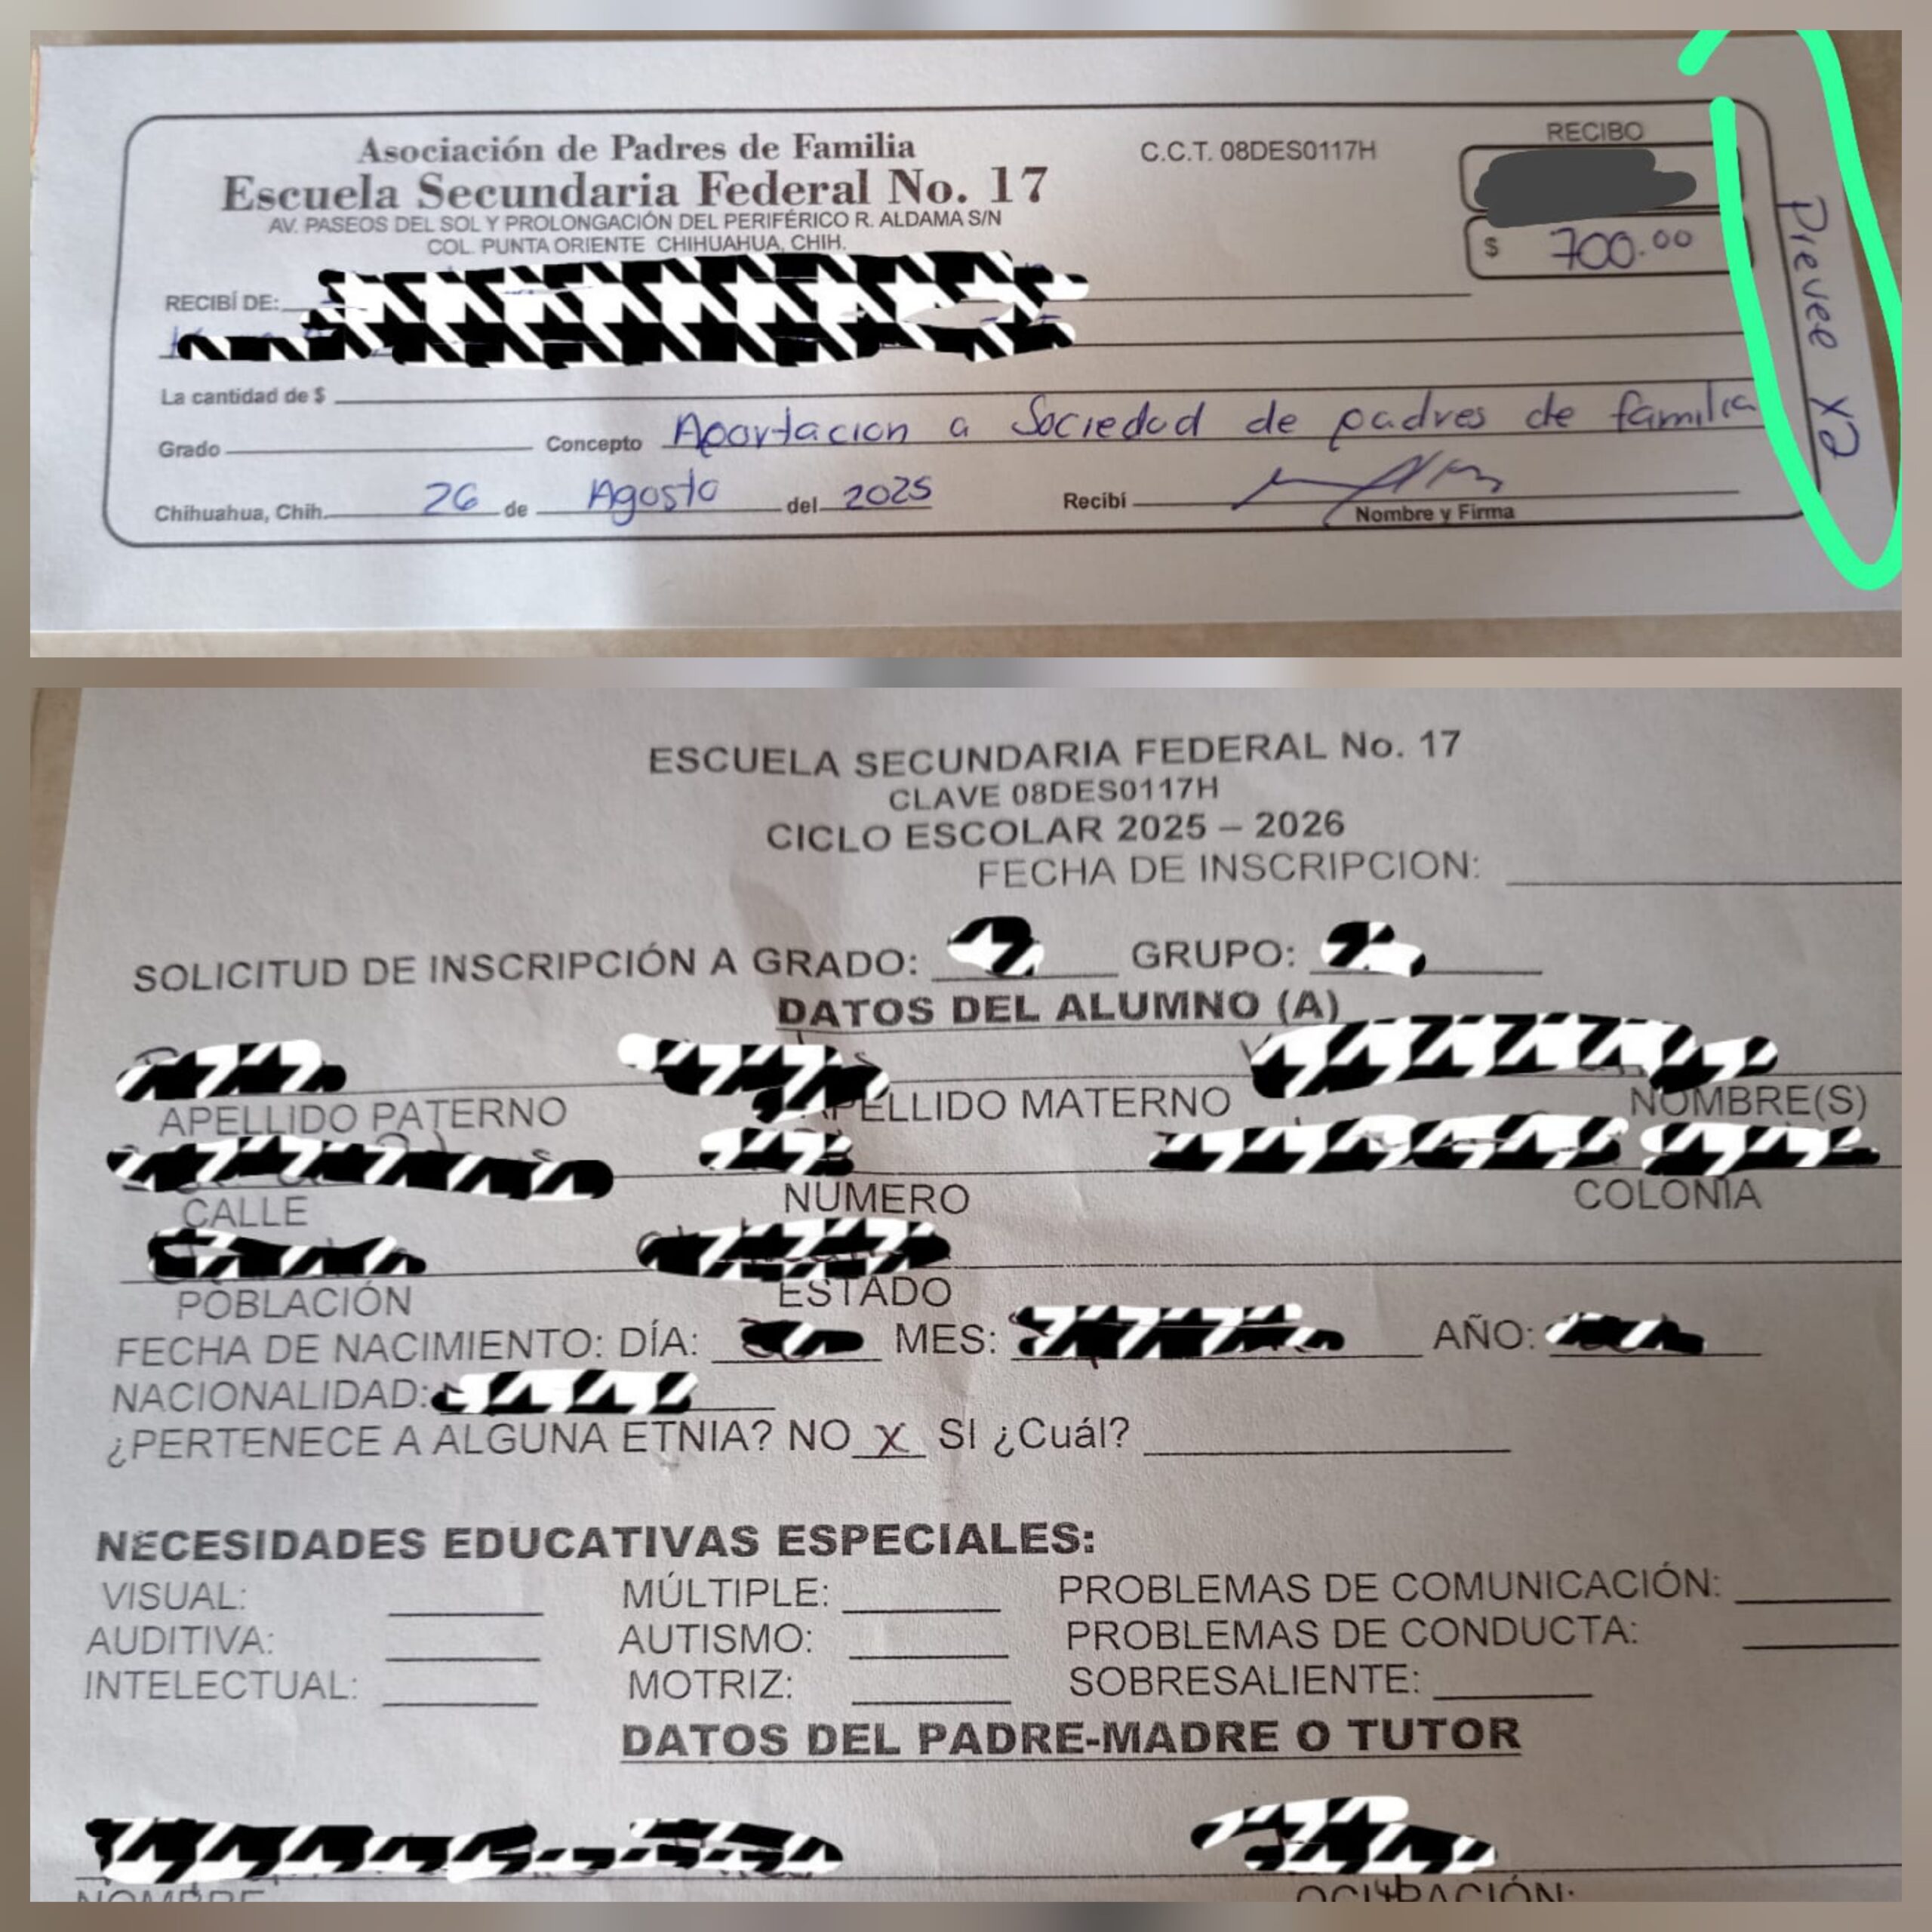 Asociación de Padres de Familia
Escuela Secundaria Federal No. 17
AV. PASEOS DEL SOL Y PROLONGACIÓN DEL PERIFÉRICO R. ALDAMA S/N
COL. PUNTA ORIENTE CHIHUAHUA, CHIH.
C.C.T. 08DES0117H
RECIBO
$ 700.00
RECIBÍ DE:
La cantidad de $
Grado Concepto Aportacion a Sociedad de padres de familia
Chihuahua, Chih. 26 de Agosto del 2025 Recibí
Nombre y Firma
Prevee x2
ESCUELA SECUNDARIA FEDERAL No. 17
CLAVE 08DES0117H
CICLO ESCOLAR 2025 – 2026
FECHA DE INSCRIPCION:
SOLICITUD DE INSCRIPCIÓN A GRADO: GRUPO:
DATOS DEL ALUMNO (A)
APELLIDO PATERNO APELLIDO MATERNO NOMBRE(S)
CALLE NUMERO COLONIA
POBLACIÓN ESTADO
FECHA DE NACIMIENTO: DÍA: MES: AÑO:
NACIONALIDAD:
¿PERTENECE A ALGUNA ETNIA? NO X SI ¿Cuál?
NECESIDADES EDUCATIVAS ESPECIALES:
VISUAL: MÚLTIPLE: PROBLEMAS DE COMUNICACIÓN:
AUDITIVA: AUTISMO: PROBLEMAS DE CONDUCTA:
INTELECTUAL: MOTRIZ: SOBRESALIENTE:
DATOS DEL PADRE-MADRE O TUTOR
NOMBRE OCUPACIÓN: